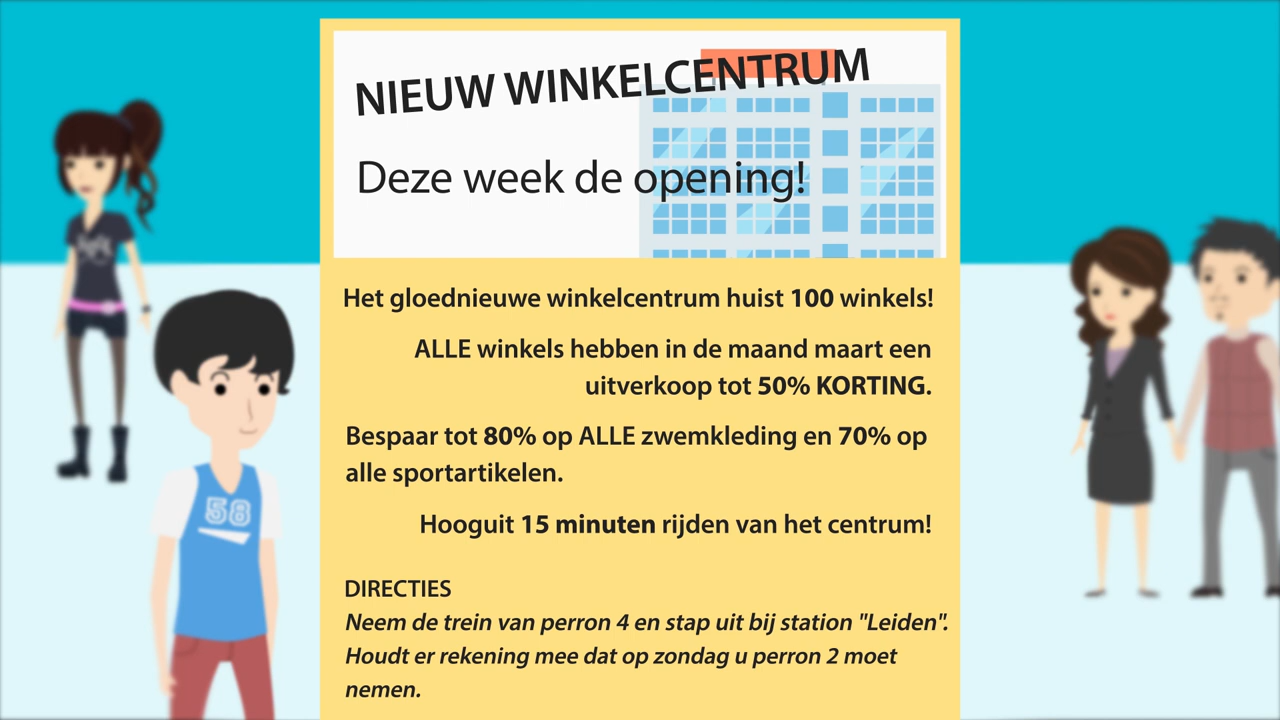 NIEUW WINKELCENTRUM
Deze week de opening!
Het gloednieuwe winkelcentrum huist 100 winkels!
ALLE winkels hebben in de maand maart een
uitverkoop tot 50% KORTING.
Bespaar tot 80% op ALLE zwemkleding en 70% op
alle sportartikelen.
Hooguit 15 minuten rijden van het centrum!
DIRECTIES
Neem de trein van perron 4 en stap uit bij station "Leiden".
Houdt er rekening mee dat op zondag u perron 2 moet
nemen.
58